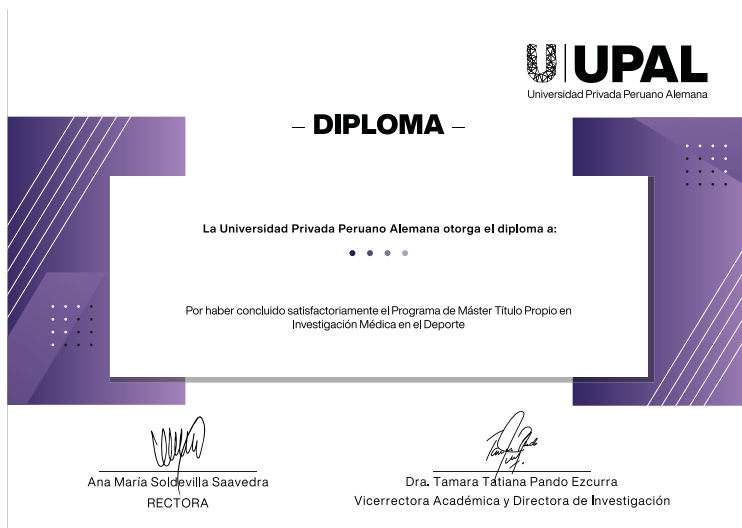 UPAL
Universidad Privada Peruano Alemana
– DIPLOMA –
La Universidad Privada Peruano Alemana otorga el diploma a:
Por haber concluido satisfactoriamente el Programa de Máster Título Propio en
Investigación Médica en el Deporte
Ana María Soldevilla Saavedra
RECTORA
Dra. Tamara Tatiana Pando Ezcurra
Vicerrectora Académica y Directora de Investigación